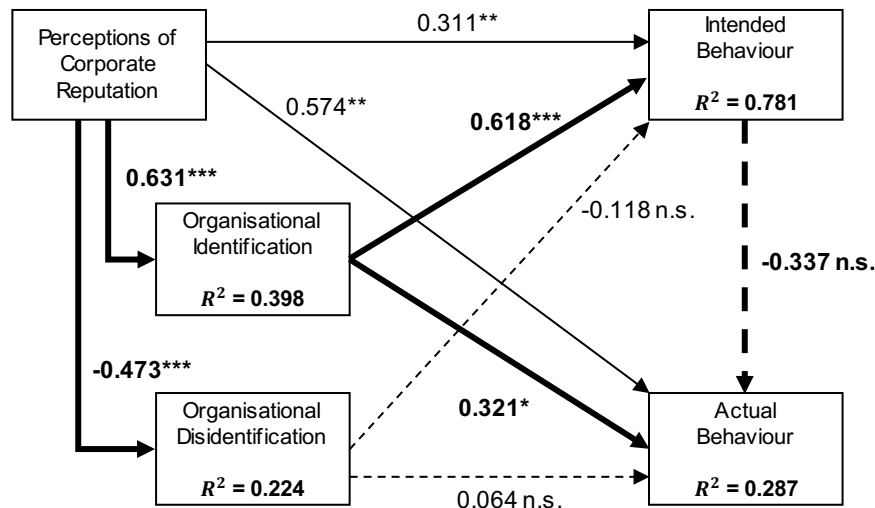 Perceptions of
Corporate
Reputation
0.311**
Intended
Behaviour
R² = 0.781
0.574**
0.618***
0.631***
-0.118 n.s.
Organisational
Identification
R² = 0.398
-0.337 n.s.
-0.473***
0.321*
Organisational
Disidentification
R² = 0.224
Actual
Behaviour
R² = 0.287
0.064 n.s.